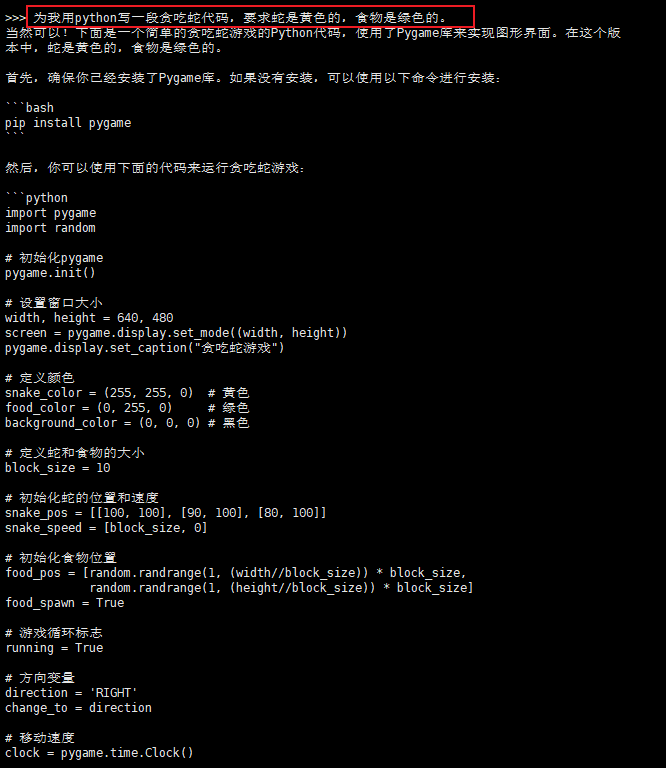 >>> 为我用python写一段贪吃蛇代码，要求蛇是黄色的，食物是绿色的。
当然可以！下面是一个简单的贪吃蛇游戏的Python代码，使用了Pygame库来实现图形界面。在这个版
本中，蛇是黄色的，食物是绿色的。
首先，确保你已经安装了Pygame库。如果没有安装，可以使用以下命令进行安装：
```bash
pip install pygame
```
然后，你可以使用下面的代码来运行贪吃蛇游戏：
```python
import pygame
import random
# 初始化pygame
pygame.init()
# 设置窗口大小
width, height = 640, 480
screen = pygame.display.set_mode((width, height))
pygame.display.set_caption("贪吃蛇游戏")
# 定义颜色
snake_color = (255, 255, 0)  # 黄色
food_color = (0, 255, 0)     # 绿色
background_color = (0, 0, 0) # 黑色
# 定义蛇和食物的大小
block_size = 10
# 初始化蛇的位置和速度
snake_pos = [[100, 100], [90, 100], [80, 100]]
snake_speed = [block_size, 0]
# 初始化食物位置
food_pos = [random.randrange(1, (width//block_size)) * block_size,
            random.randrange(1, (height//block_size)) * block_size]
food_spawn = True
# 游戏循环标志
running = True
# 方向变量
direction = 'RIGHT'
change_to = direction
# 移动速度
clock = pygame.time.Clock()